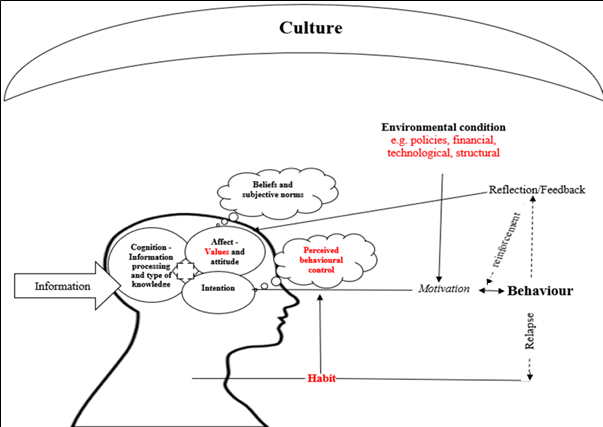 Culture
Environmental condition
e.g. policies, financial,
technological, structural
Beliefs and
subjective norms
Reflection/Feedback
Cognition -
Information
processing
and type of
knowledge
Affect -
Values and
attitude
Perceived
behavioural
control
reinforcement
Information
Intention
Motivation
Behaviour
Relapse
Habit